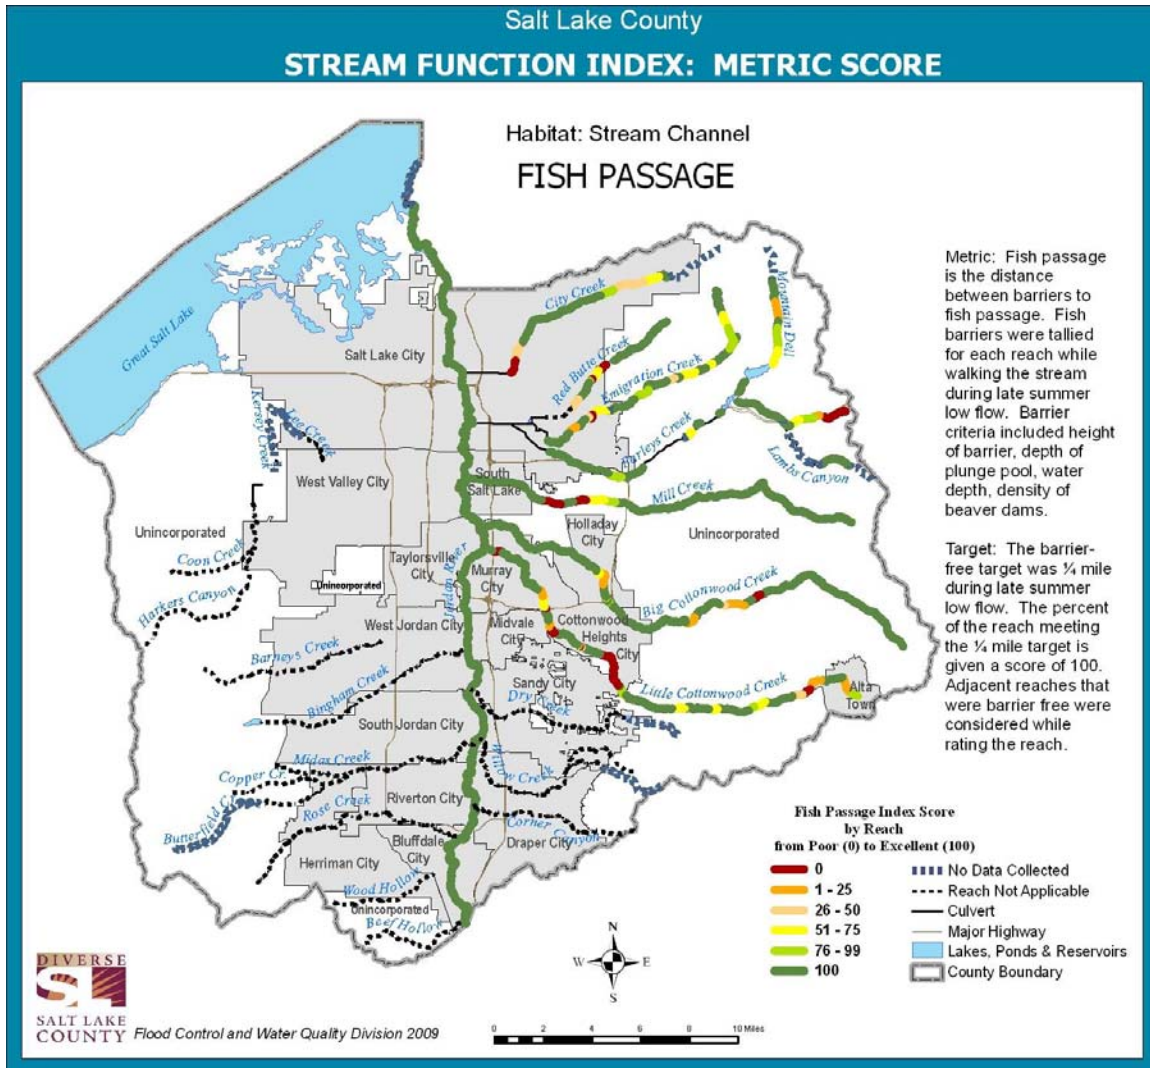 Salt Lake County
STREAM FUNCTION INDEX: METRIC SCORE
Habitat: Stream Channel
FISH PASSAGE
Metric: Fish passage
is the distance
between barriers to
fish passage. Fish
barriers were tallied
for each reach while
walking the stream
during late summer
low flow. Barrier
criteria included height
of barrier, depth of
plunge pool, water
depth, density of
beaver dams.
Target: The barrier-
free target was ¼ mile
during late summer
low flow. The percent
of the reach meeting
the ¼ mile target is
given a score of 100.
Adjacent reaches that
were barrier free were
considered while
rating the reach.
Great Salt Lake
Salt Lake City
City Creek
Red Butte Creek
Emigration Creek
Mountain Dell
Parleys Creek
Lambs Canyon
Kersey Creek
Lee Creek
West Valley City
South
Salt Lake
Mill Creek
Unincorporated
Holladay
City
Unincorporated
Coon Creek
Harkers Canyon
Unincorporated
Taylorsville
City
Jordan River
Murray
City
Big Cottonwood Creek
West Jordan City
Midvale
City
Cottonwood
Heights
City
Barneys Creek
Bingham Creek
Sandy City
Little Cottonwood Creek
Alta
Town
Dry Creek
South Jordan City
Midas Creek
Copper Cr.
Willow Creek
Butterfield Cr.
Rose Creek
Riverton City
Corner Canyon
Bluffdale
City
Draper City
Herriman City
Wood Hollow
Unincorporated
Beef Hollow
Fish Passage Index Score
by Reach
from Poor (0) to Excellent (100)
0
1 - 25
26 - 50
51 - 75
76 - 99
100
No Data Collected
Reach Not Applicable
Culvert
Major Highway
Lakes, Ponds & Reservoirs
County Boundary
N
W
E
S
0 2 4 6 10 Miles
DIVERSE
SL
SALT LAKE
COUNTY
Flood Control and Water Quality Division 2009